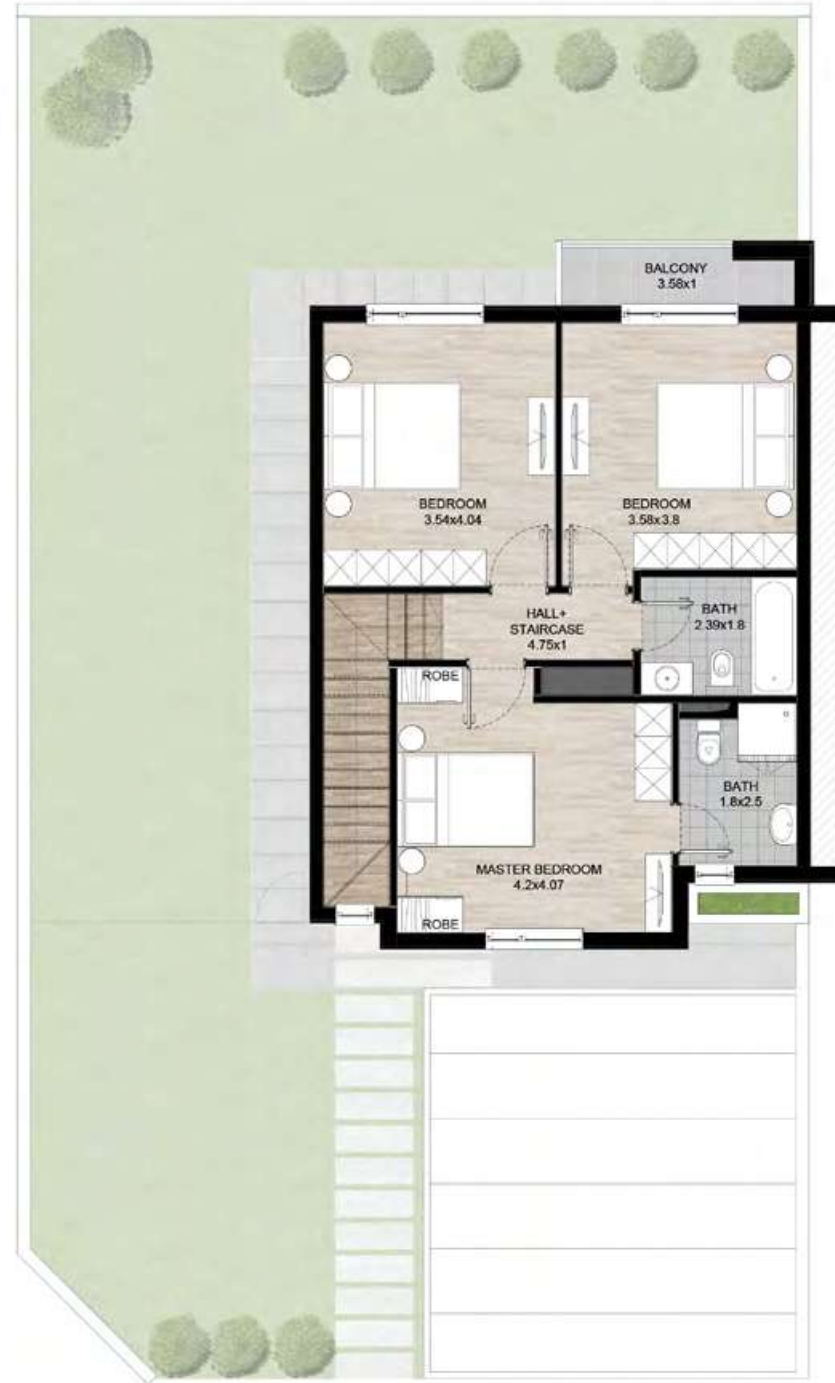 BALCONY
3.58x1
BEDROOM
3.54x4.04
BEDROOM
3.58x3.8
HALL+
STAIRCASE
4.75x1
BATH
2.39x1.8
ROBE
BATH
1.8x2.5
MASTER BEDROOM
4.2x4.07
ROBE